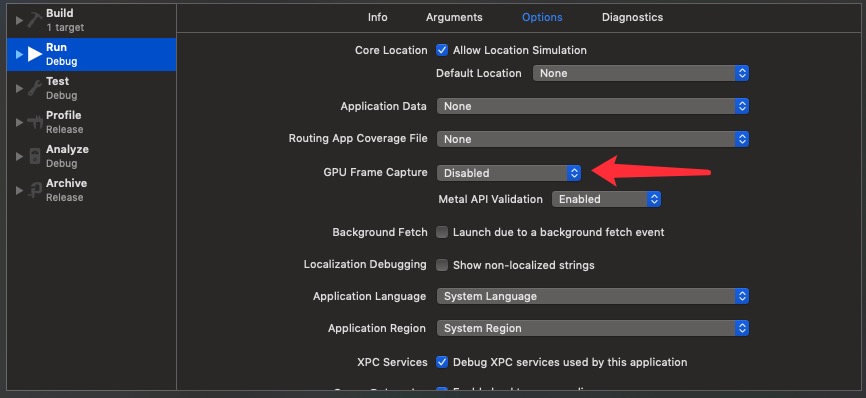 Build
1 target
Run
Debug
Test
Debug
Profile
Release
Analyze
Debug
Archive
Release
Info Arguments Options Diagnostics
Core Location Allow Location Simulation
Default Location None
Application Data None
Routing App Coverage File None
GPU Frame Capture Disabled
Metal API Validation Enabled
Background Fetch Launch due to a background fetch event
Localization Debugging Show non-localized strings
Application Language System Language
Application Region System Region
XPC Services Debug XPC services used by this application